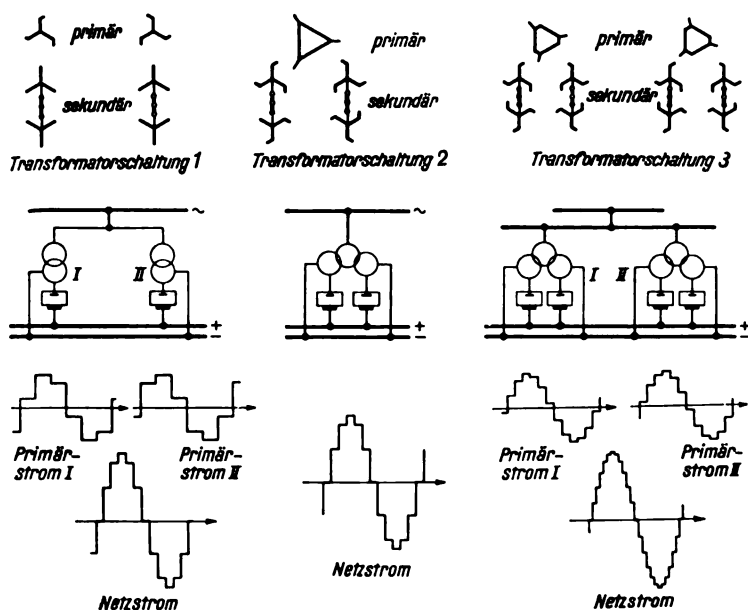 primär
sekundär
Transformatorschaltung 1
primär
sekundär
Transformatorschaltung 2
primär
sekundär
Transformatorschaltung 3
~
I
II
+
–
~
+
–
I
II
+
–
Primär-
strom I
Primär-
strom II
Netzstrom
Netzstrom
Primär-
strom I
Primär-
strom II
Netzstrom